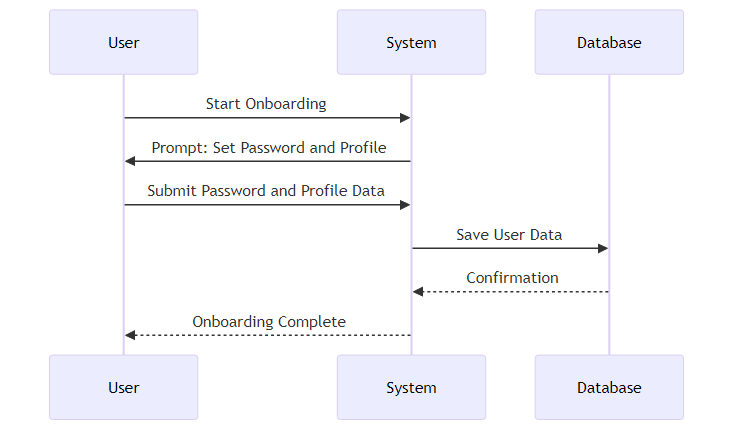 User
System
Database
Start Onboarding
Prompt: Set Password and Profile
Submit Password and Profile Data
Save User Data
Confirmation
Onboarding Complete
User
System
Database